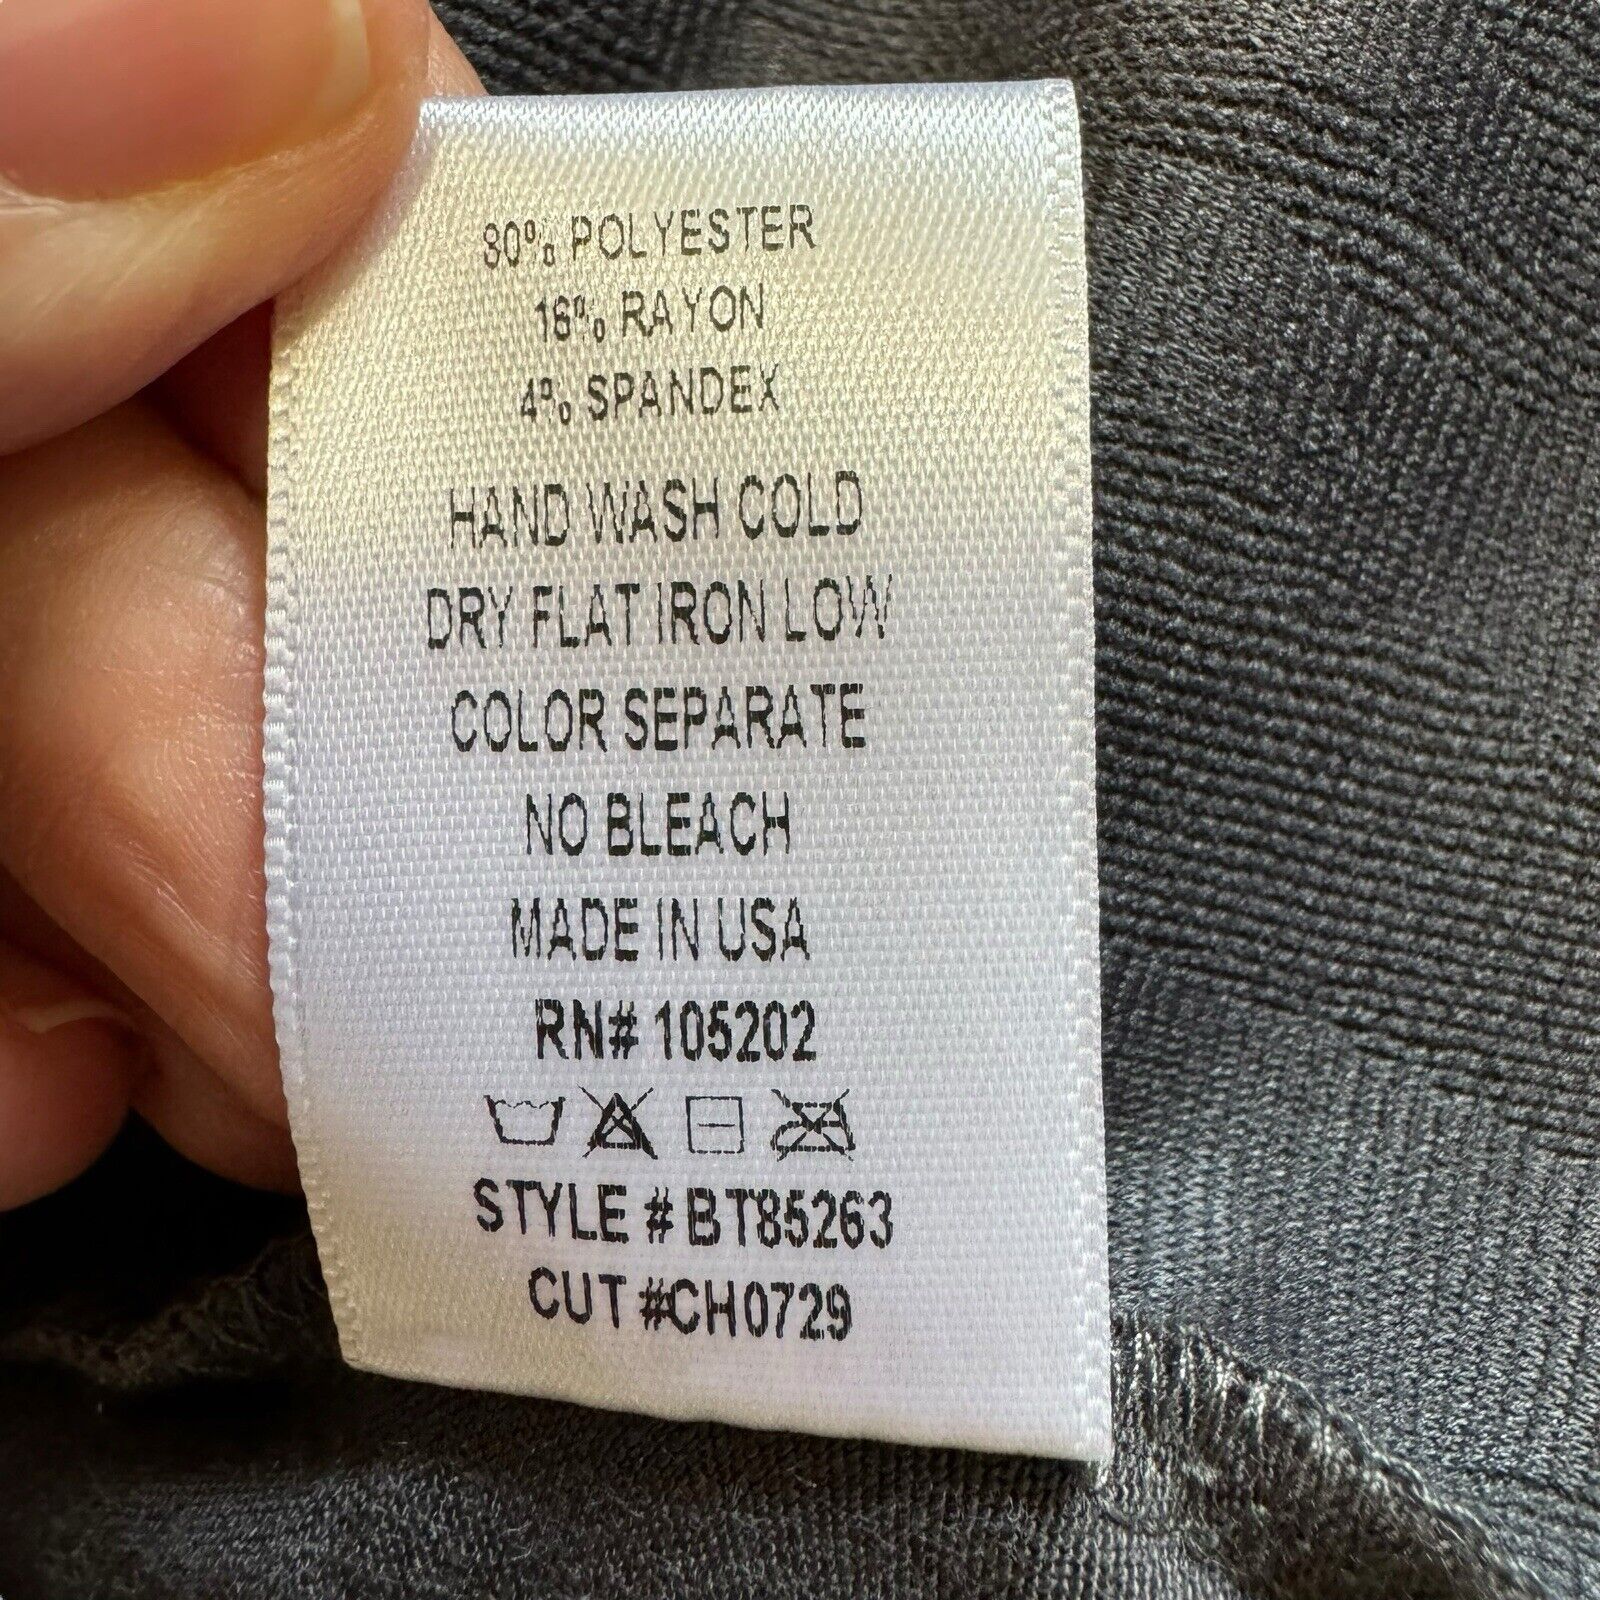 80% POLYESTER
16% RAYON
4% SPANDEX
HAND WASH COLD
DRY FLAT IRON LOW
COLOR SEPARATE
NO BLEACH
MADE IN USA
RN# 105202
STYLE #BT85263
CUT #CH0729